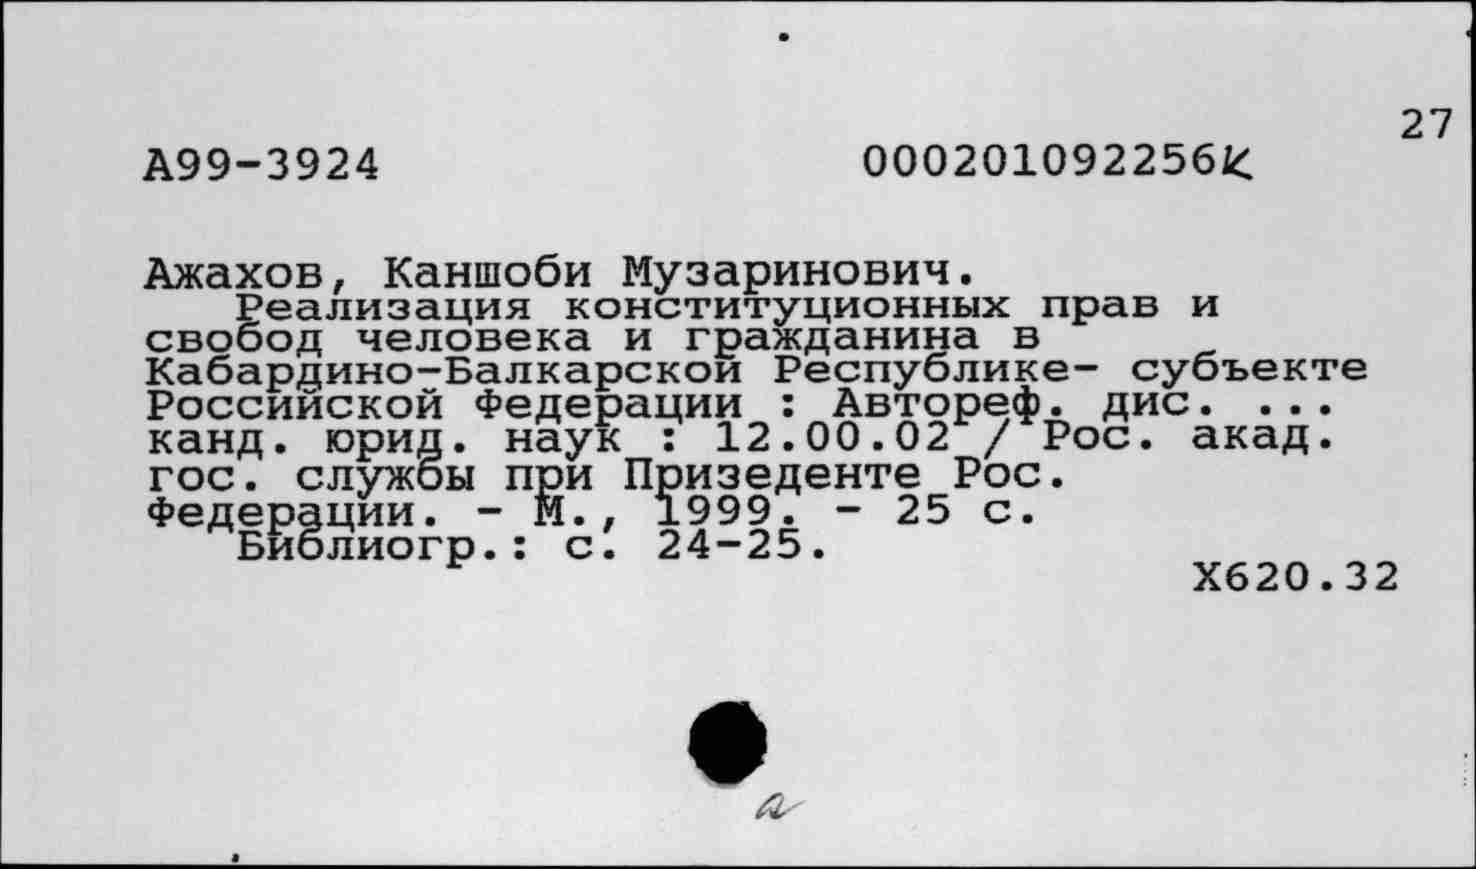 27
А99-3924 000201092256К
Ажахов, Каншоби Музаринович.
Реализация конституционных прав и
свобод человека и гражданина в
Кабардино-Балкарской Республике- субъекте
Российской Федерации : Автореф. дис. ...
канд. юрид. наук : 12.00.02 / Рос. акад.
гос. службы при Призеденте Рос.
Федерации. - М., 1999. - 25 с.
Библиогр.: с. 24-25.
Х620.32
а